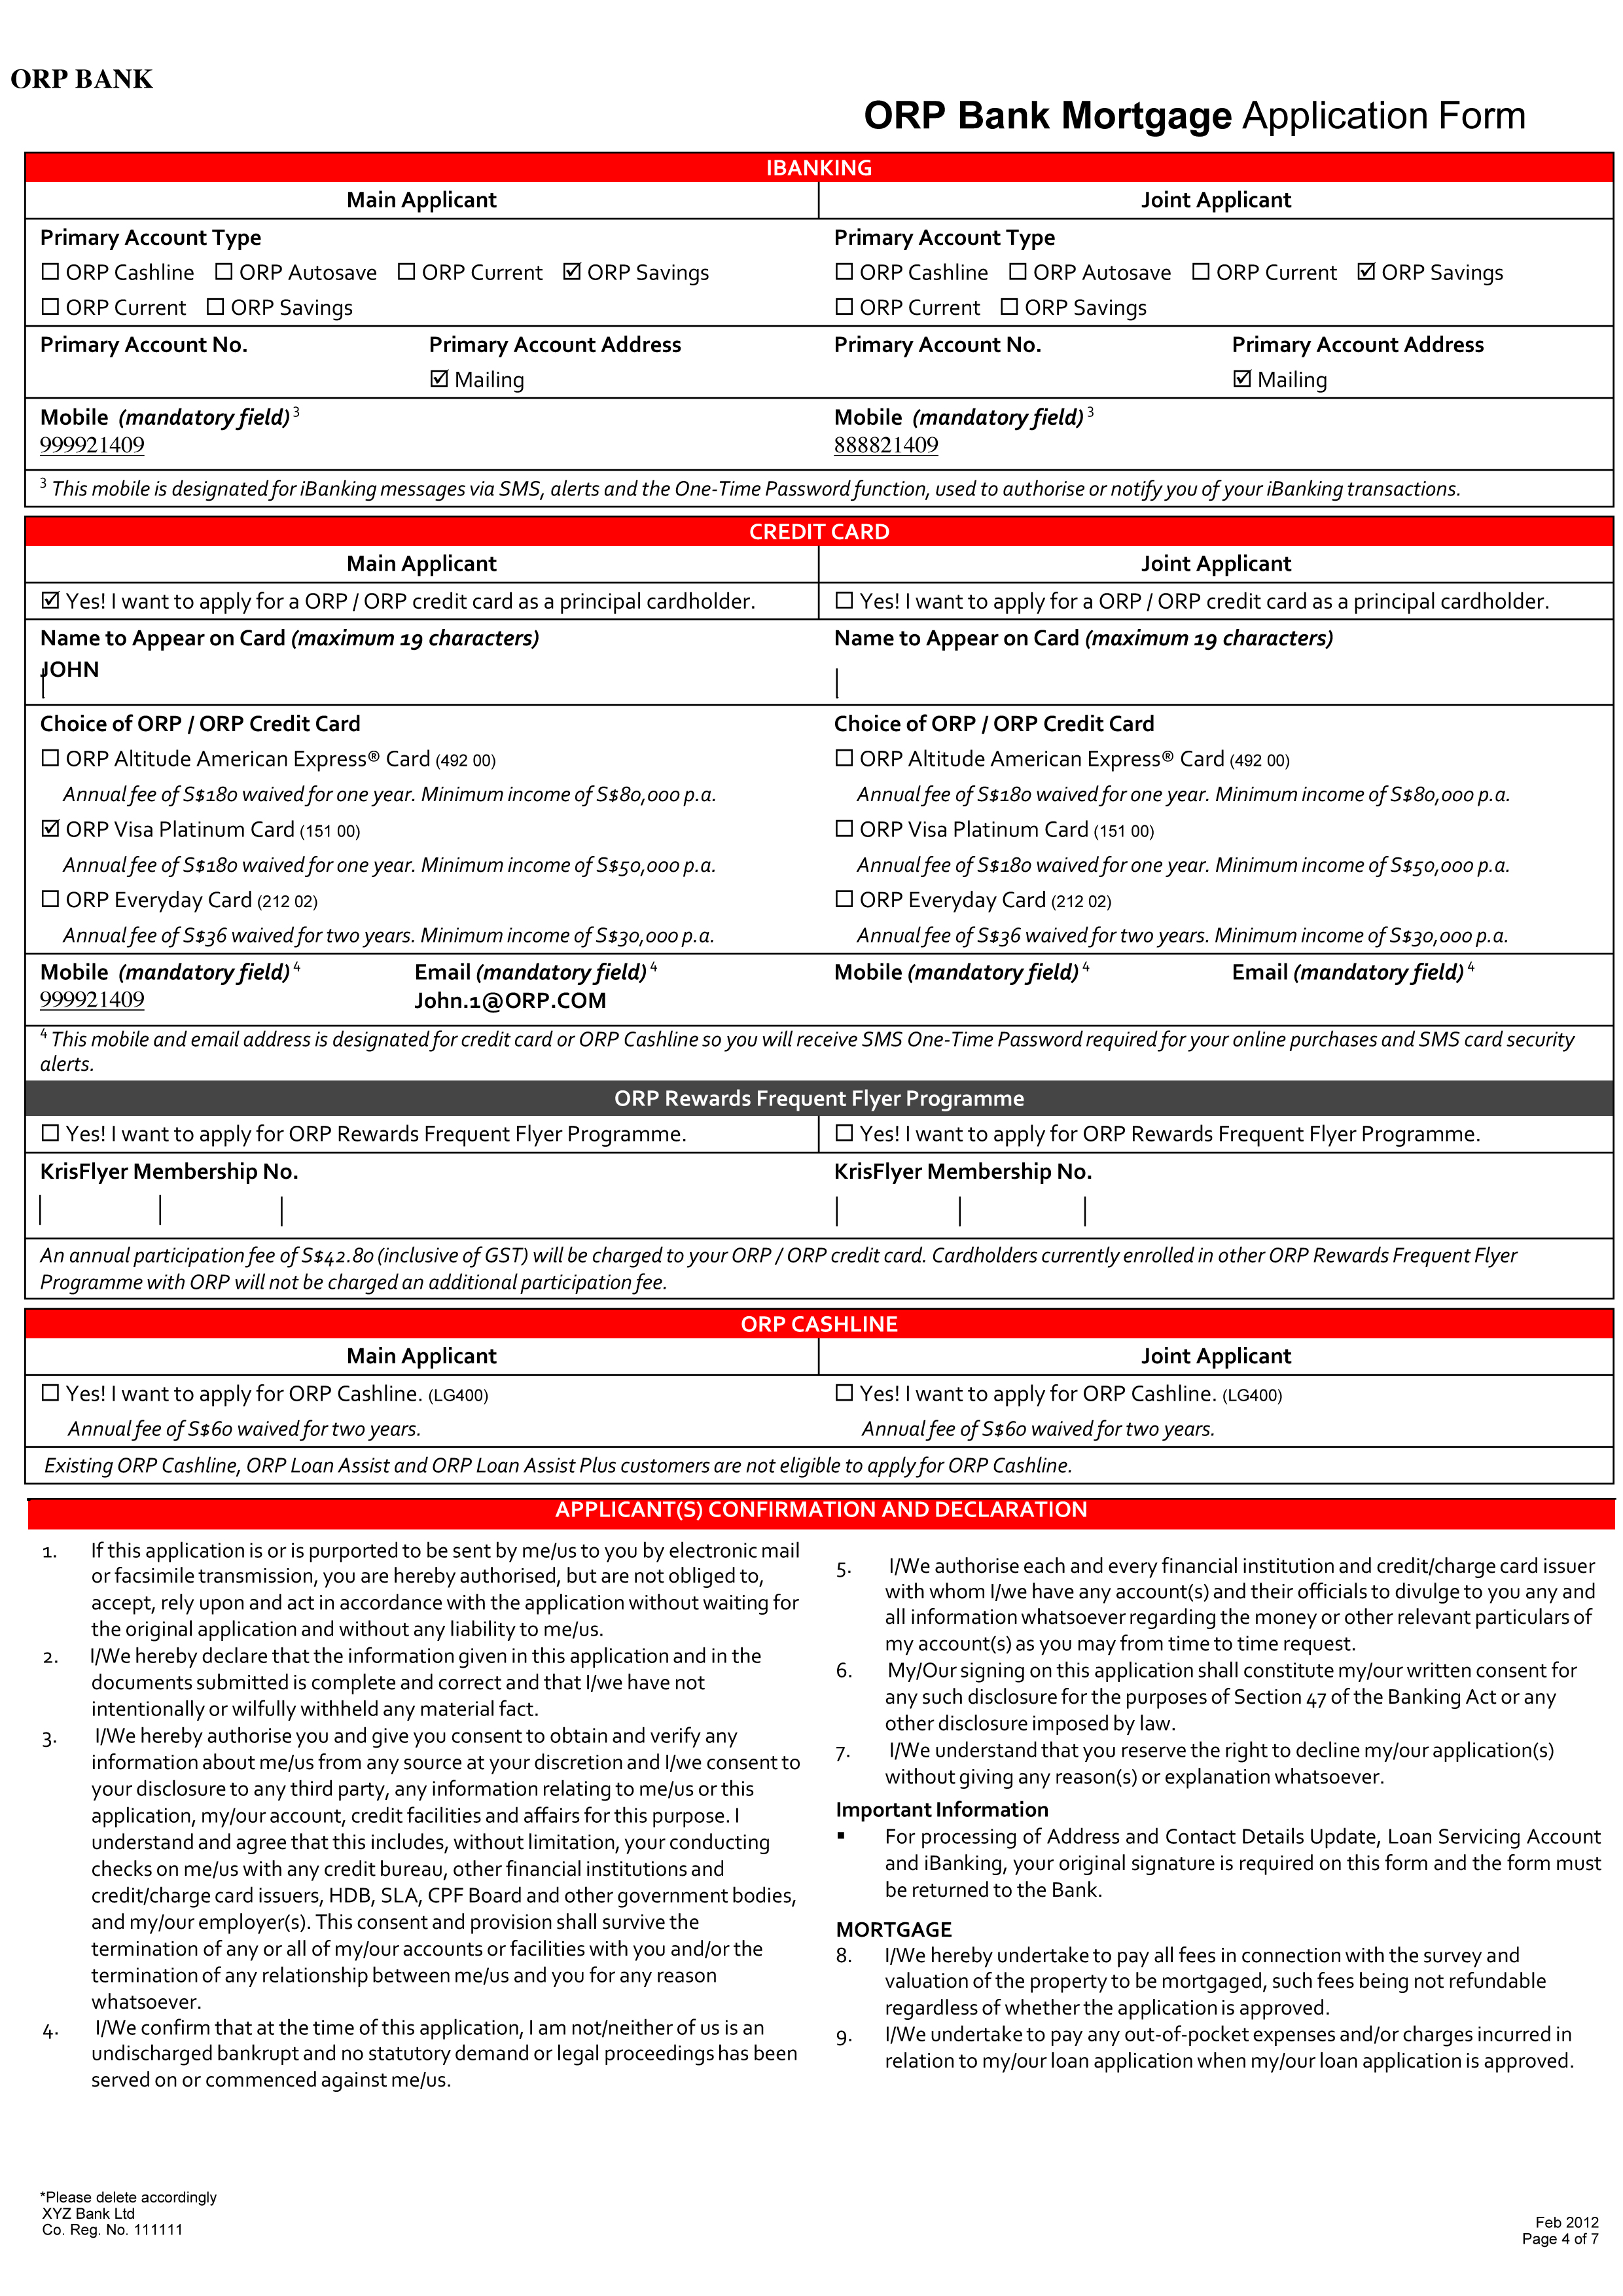 ORP BANK
ORP Bank Mortgage Application Form
IBANKING
Main Applicant Joint Applicant
Primary Account Type Primary Account Type
☐ ORP Cashline ☐ ORP Autosave ☐ ORP Current ☑ ORP Savings ☐ ORP Cashline ☐ ORP Autosave ☐ ORP Current ☑ ORP Savings
☐ ORP Current ☐ ORP Savings ☐ ORP Current ☐ ORP Savings
Primary Account No. Primary Account Address Primary Account No. Primary Account Address
☑ Mailing ☑ Mailing
Mobile (mandatory field) 3 Mobile (mandatory field) 3
999921409 888821409
3 This mobile is designated for iBanking messages via SMS, alerts and the One-Time Password function, used to authorise or notify you of your iBanking transactions.
CREDIT CARD
Main Applicant Joint Applicant
☑ Yes! I want to apply for a ORP / ORP credit card as a principal cardholder. ☐ Yes! I want to apply for a ORP / ORP credit card as a principal cardholder.
Name to Appear on Card (maximum 19 characters) Name to Appear on Card (maximum 19 characters)
JOHN
Choice of ORP / ORP Credit Card Choice of ORP / ORP Credit Card
☐ ORP Altitude American Express® Card (492 00) ☐ ORP Altitude American Express® Card (492 00)
Annual fee of S$180 waived for one year. Minimum income of S$80,000 p.a. Annual fee of S$180 waived for one year. Minimum income of S$80,000 p.a.
☑ ORP Visa Platinum Card (151 00) ☐ ORP Visa Platinum Card (151 00)
Annual fee of S$180 waived for one year. Minimum income of S$50,000 p.a. Annual fee of S$180 waived for one year. Minimum income of S$50,000 p.a.
☐ ORP Everyday Card (212 02) ☐ ORP Everyday Card (212 02)
Annual fee of S$36 waived for two years. Minimum income of S$30,000 p.a. Annual fee of S$36 waived for two years. Minimum income of S$30,000 p.a.
Mobile (mandatory field) 4 Email (mandatory field) 4 Mobile (mandatory field) 4 Email (mandatory field) 4
999921409 John.1@ORP.COM
4 This mobile and email address is designated for credit card or ORP Cashline so you will receive SMS One-Time Password required for your online purchases and SMS card security
alerts.
ORP Rewards Frequent Flyer Programme
☐ Yes! I want to apply for ORP Rewards Frequent Flyer Programme. ☐ Yes! I want to apply for ORP Rewards Frequent Flyer Programme.
KrisFlyer Membership No. KrisFlyer Membership No.
An annual participation fee of S$42.80 (inclusive of GST) will be charged to your ORP / ORP credit card. Cardholders currently enrolled in other ORP Rewards Frequent Flyer
Programme with ORP will not be charged an additional participation fee.
ORP CASHLINE
Main Applicant Joint Applicant
☐ Yes! I want to apply for ORP Cashline. (LG400) ☐ Yes! I want to apply for ORP Cashline. (LG400)
Annual fee of S$60 waived for two years. Annual fee of S$60 waived for two years.
Existing ORP Cashline, ORP Loan Assist and ORP Loan Assist Plus customers are not eligible to apply for ORP Cashline.
APPLICANT(S) CONFIRMATION AND DECLARATION
1. If this application is or is purported to be sent by me/us to you by electronic mail
or facsimile transmission, you are hereby authorised, but are not obliged to,
accept, rely upon and act in accordance with the application without waiting for
the original application and without any liability to me/us.
2. I/We hereby declare that the information given in this application and in the
documents submitted is complete and correct and that I/we have not
intentionally or wilfully withheld any material fact.
3. I/We hereby authorise you and give you consent to obtain and verify any
information about me/us from any source at your discretion and I/we consent to
your disclosure to any third party, any information relating to me/us or this
application, my/our account, credit facilities and affairs for this purpose. I
understand and agree that this includes, without limitation, your conducting
checks on me/us with any credit bureau, other financial institutions and
credit/charge card issuers, HDB, SLA, CPF Board and other government bodies,
and my/our employer(s). This consent and provision shall survive the
termination of any or all of my/our accounts or facilities with you and/or the
termination of any relationship between me/us and you for any reason
whatsoever.
4. I/We confirm that at the time of this application, I am not/neither of us is an
undischarged bankrupt and no statutory demand or legal proceedings has been
served on or commenced against me/us.
5. I/We authorise each and every financial institution and credit/charge card issuer
with whom I/we have any account(s) and their officials to divulge to you any and
all information whatsoever regarding the money or other relevant particulars of
my account(s) as you may from time to time request.
6. My/Our signing on this application shall constitute my/our written consent for
any such disclosure for the purposes of Section 47 of the Banking Act or any
other disclosure imposed by law.
7. I/We understand that you reserve the right to decline my/our application(s)
without giving any reason(s) or explanation whatsoever.
Important Information
▪ For processing of Address and Contact Details Update, Loan Servicing Account
and iBanking, your original signature is required on this form and the form must
be returned to the Bank.
MORTGAGE
8. I/We hereby undertake to pay all fees in connection with the survey and
valuation of the property to be mortgaged, such fees being not refundable
regardless of whether the application is approved.
9. I/We undertake to pay any out-of-pocket expenses and/or charges incurred in
relation to my/our loan application when my/our loan application is approved.
*Please delete accordingly
XYZ Bank Ltd
Co. Reg. No. 111111
Feb 2012
Page 4 of 7